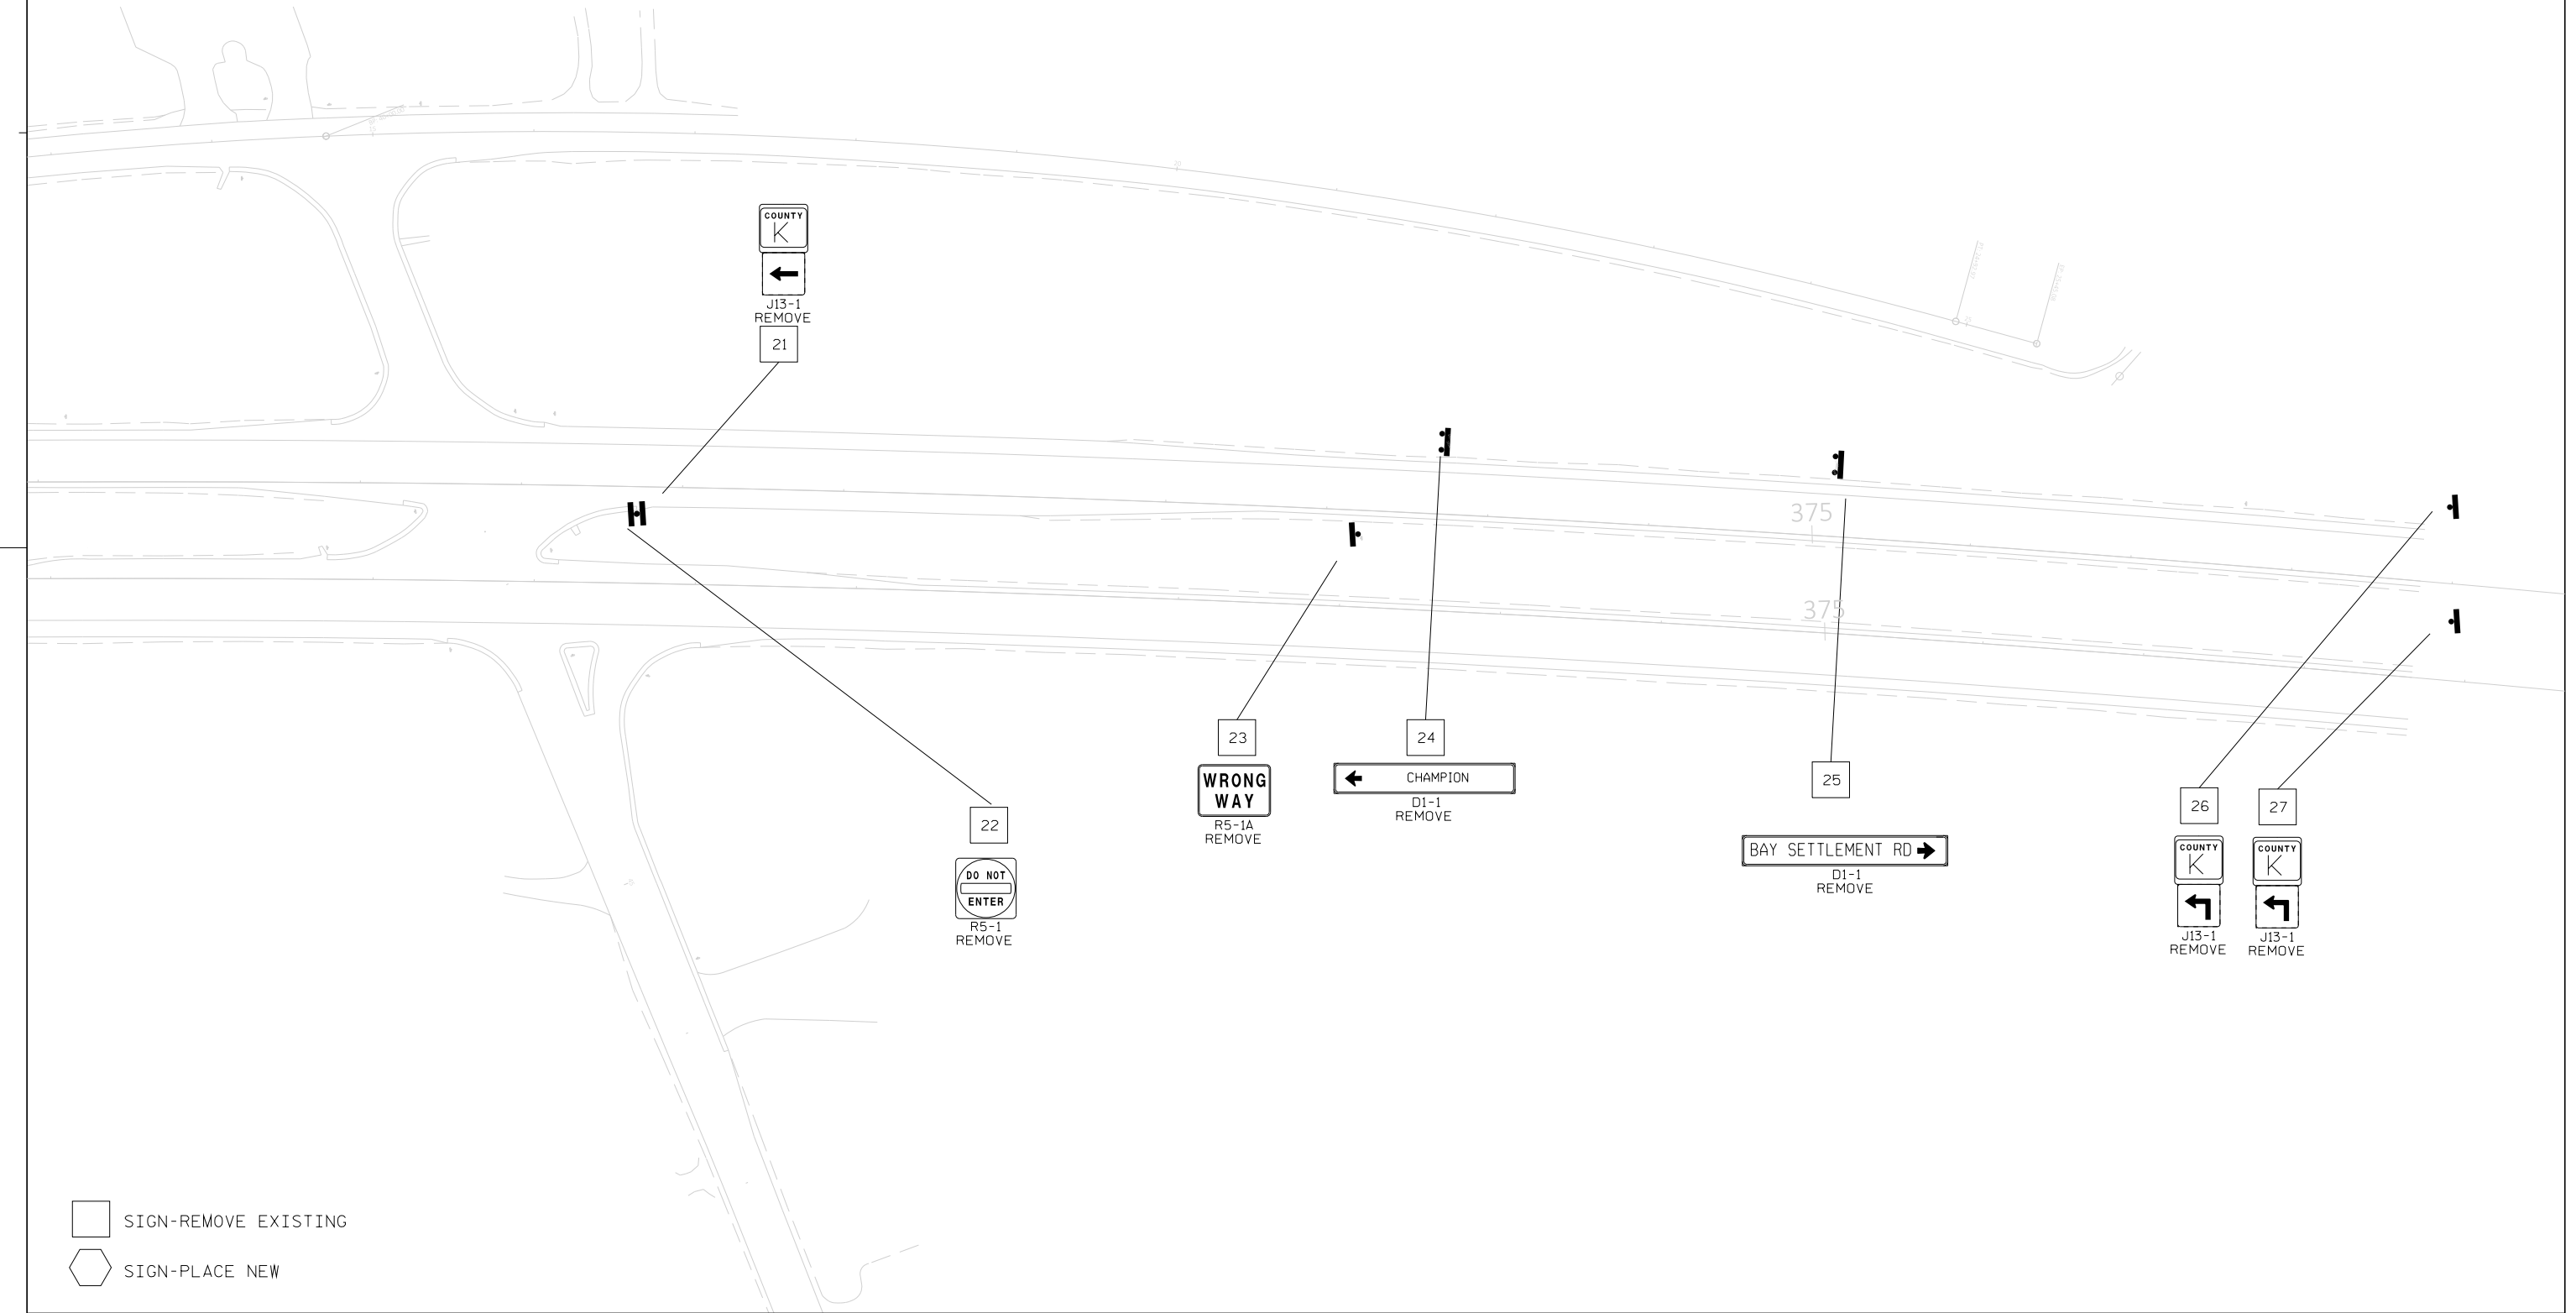 COUNTY
K
J13-1
REMOVE
21
375
375
22
DO NOT
ENTER
R5-1
REMOVE
23
WRONG
WAY
R5-1A
REMOVE
24
CHAMPION
D1-1
REMOVE
25
BAY SETTLEMENT RD
D1-1
REMOVE
26
COUNTY
K
J13-1
REMOVE
27
COUNTY
K
J13-1
REMOVE
SIGN-REMOVE EXISTING
SIGN-PLACE NEW